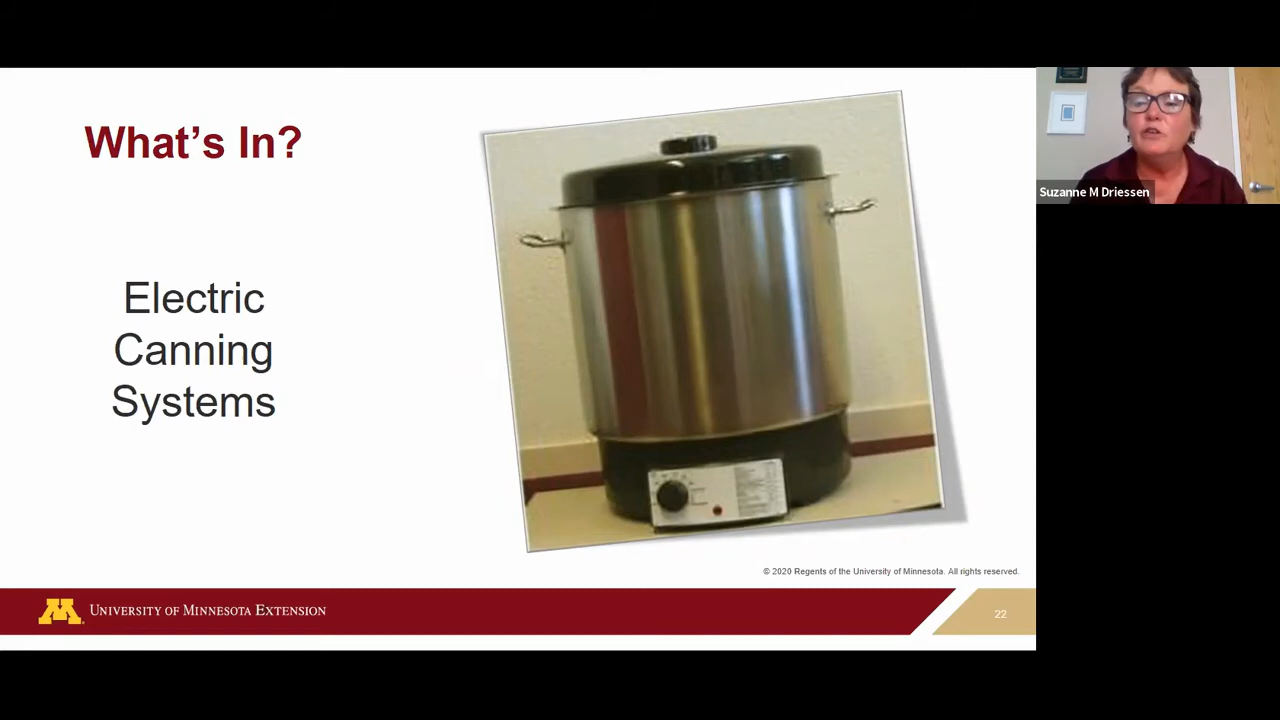 What's In?
Electric
Canning
Systems
© 2020 Regents of the University of Minnesota. All rights reserved.
M
UNIVERSITY OF MINNESOTA EXTENSION
22
Suzanne M Driessen